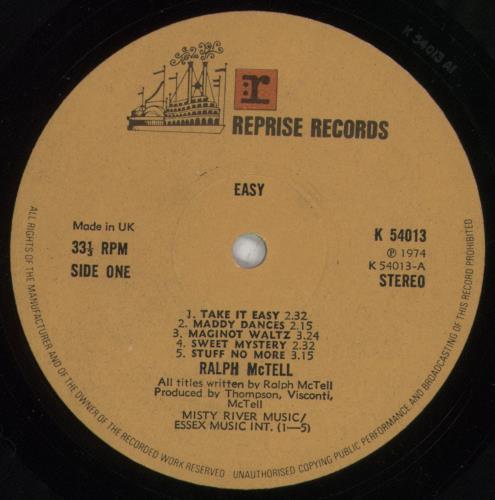 K 54013 A1
r
REPRISE RECORDS
EASY
Made in UK
33⅓ RPM
SIDE ONE
K 54013
℗ 1974
K 54013-A
STEREO
1. TAKE IT EASY 2.32
2. MADDY DANCES 2.15
3. MAGINOT WALTZ 3.24
4. SWEET MYSTERY 2.32
5. STUFF NO MORE 3.15
RALPH McTELL
All titles written by Ralph McTell
Produced by Thompson, Visconti,
McTell
MISTY RIVER MUSIC/
ESSEX MUSIC INT. (1—5)
ALL RIGHTS OF THE MANUFACTURER AND OF THE OWNER OF THE RECORDED WORK RESERVED UNAUTHORISED COPYING PUBLIC PERFORMANCE AND BROADCASTING OF THIS RECORD PROHIBITED